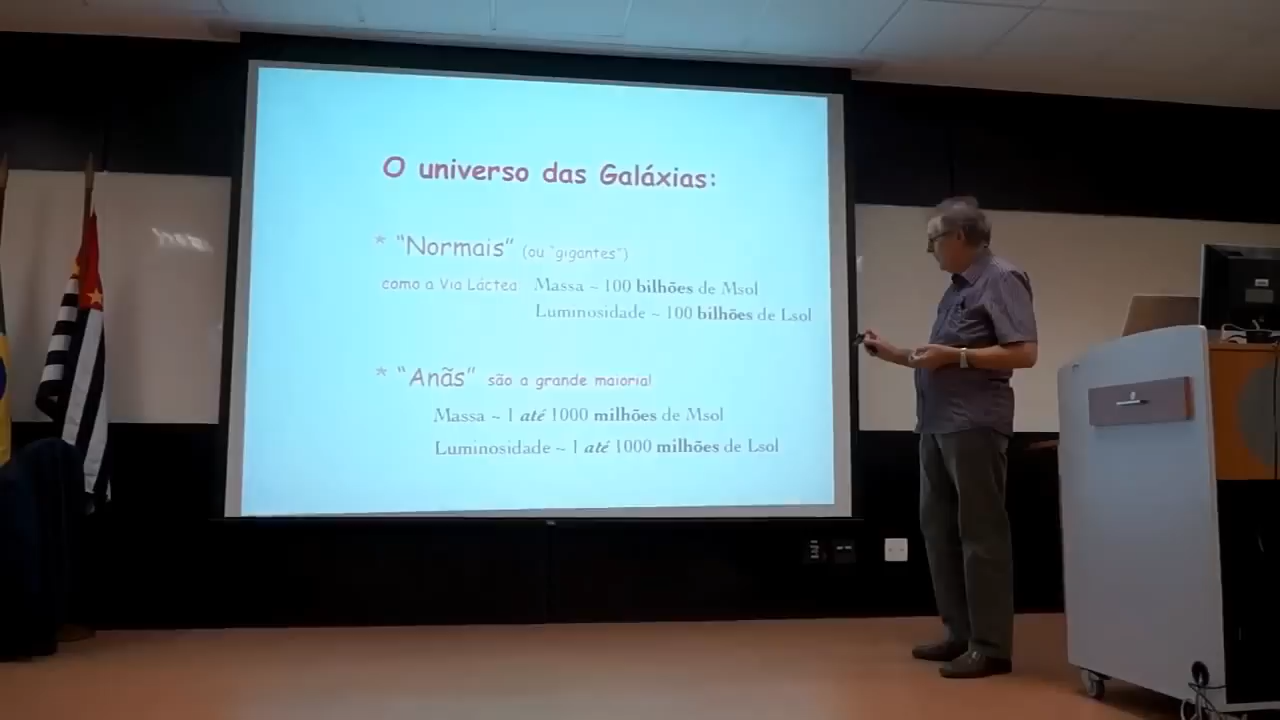 O universo das Galáxias:
* "Normais" (ou "gigantes")
como a Via Láctea Massa ~ 100 bilhões de Msol
Luminosidade ~ 100 bilhões de Lsol
* "Anãs" são a grande maioria!
Massa ~ 1 até 1000 milhões de Msol
Luminosidade ~ 1 até 1000 milhões de Lsol